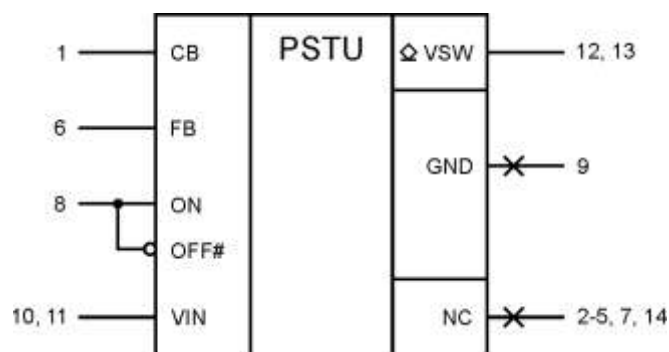 PSTU
1 CB VSW 12, 13
6 FB
GND 9
8 ON
OFF#
10, 11 VIN NC 2-5, 7, 14